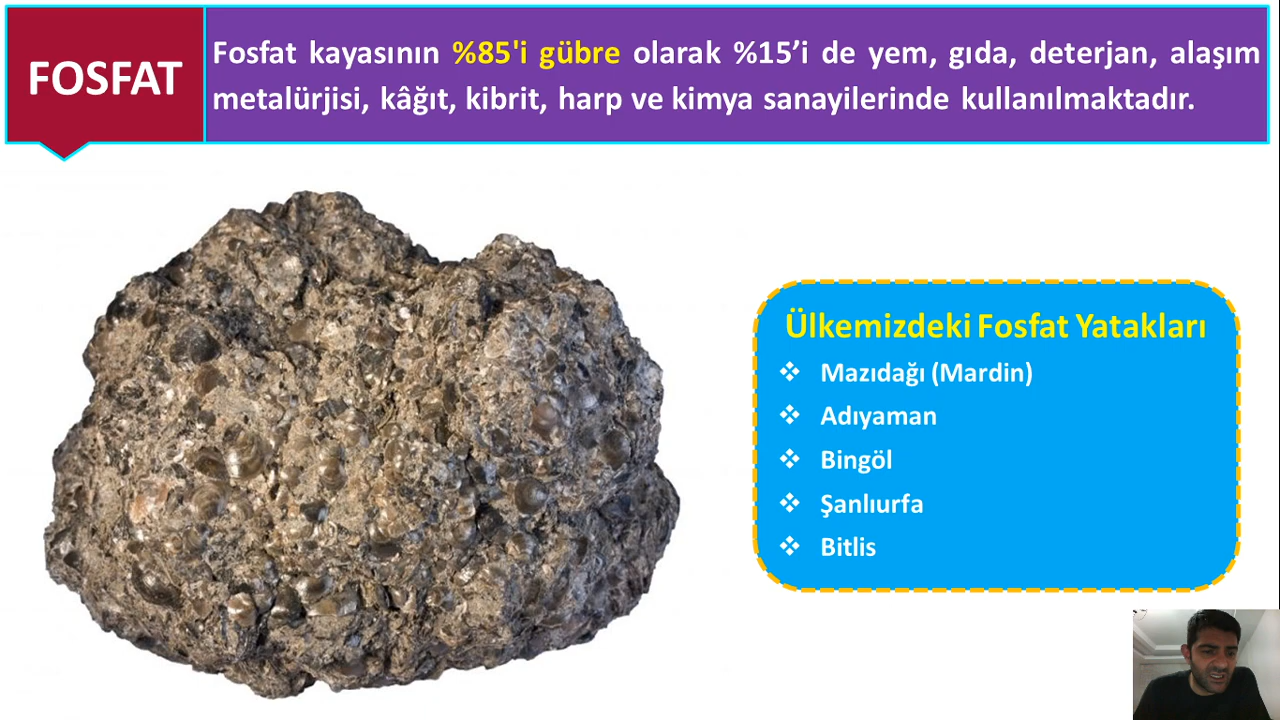 FOSFAT
Fosfat kayasının %85'i gübre olarak %15’i de yem, gıda, deterjan, alaşım
metalürjisi, kâğıt, kibrit, harp ve kimya sanayilerinde kullanılmaktadır.
Ülkemizdeki Fosfat Yatakları
❖ Mazıdağı (Mardin)
❖ Adıyaman
❖ Bingöl
❖ Şanlıurfa
❖ Bitlis